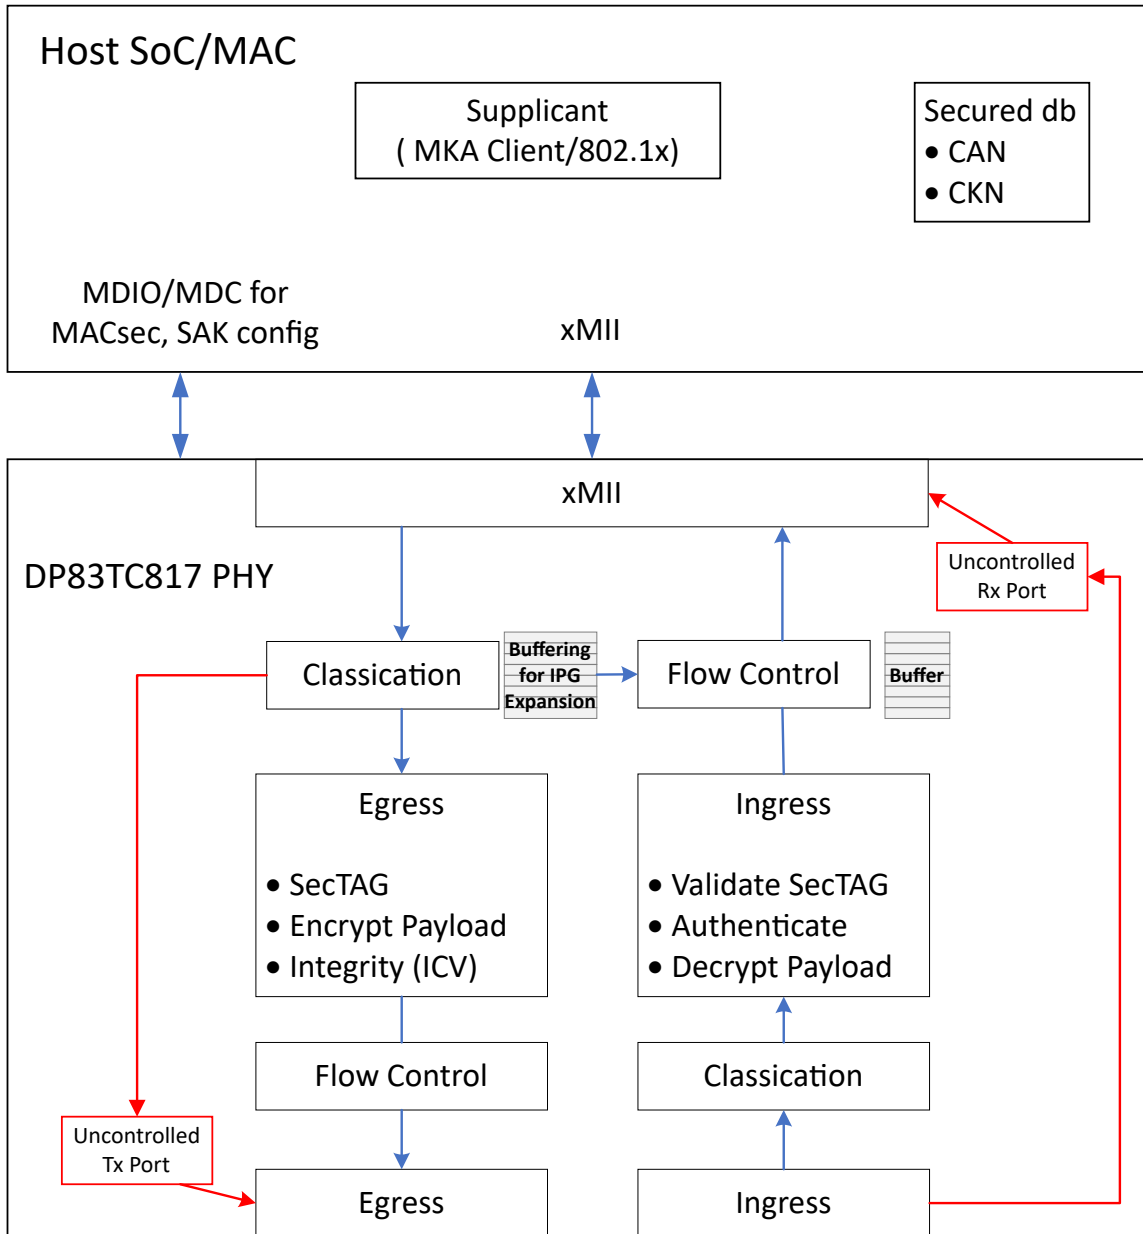 Host SoC/MAC
Supplicant
( MKA Client/802.1x)
Secured db
• CAN
• CKN
MDIO/MDC for
MACsec, SAK config
xMII
xMII
DP83TC817 PHY
Uncontrolled
Rx Port
Classication
Buffering
for IPG
Expansion
Flow Control
Buffer
Egress
• SecTAG
• Encrypt Payload
• Integrity (ICV)
Ingress
• Validate SecTAG
• Authenticate
• Decrypt Payload
Flow Control
Classication
Uncontrolled
Tx Port
Egress
Ingress